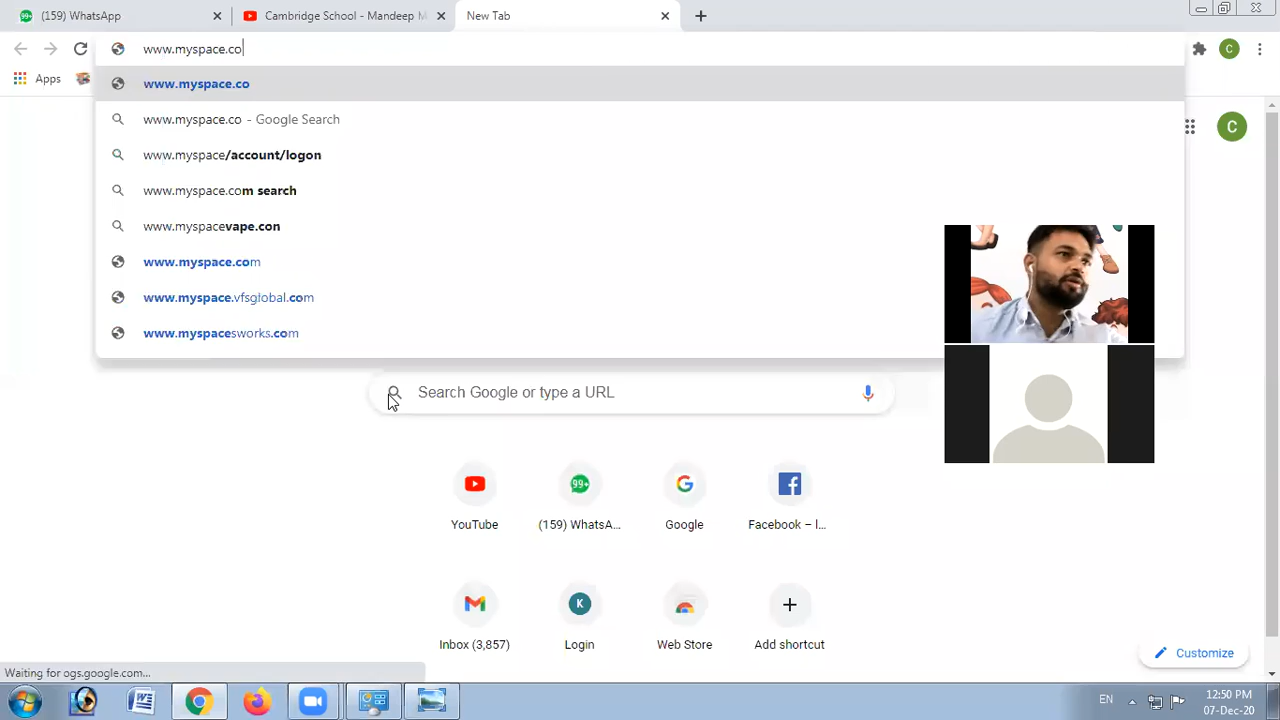 (159) WhatsApp
Cambridge School - Mandeep M
New Tab
www.myspace.co
C
Apps
www.myspace.co
www.myspace.co - Google Search
www.myspace/account/logon
www.myspace.com search
www.myspacevape.con
www.myspace.com
www.myspace.vfsglobal.com
www.myspacesworks.com
C
Search Google or type a URL
99+
YouTube
(159) WhatsA...
Google
Facebook – l...
K
Inbox (3,857)
Login
Web Store
Add shortcut
Customize
Waiting for ogs.google.com...
EN
12:50 PM
07-Dec-20